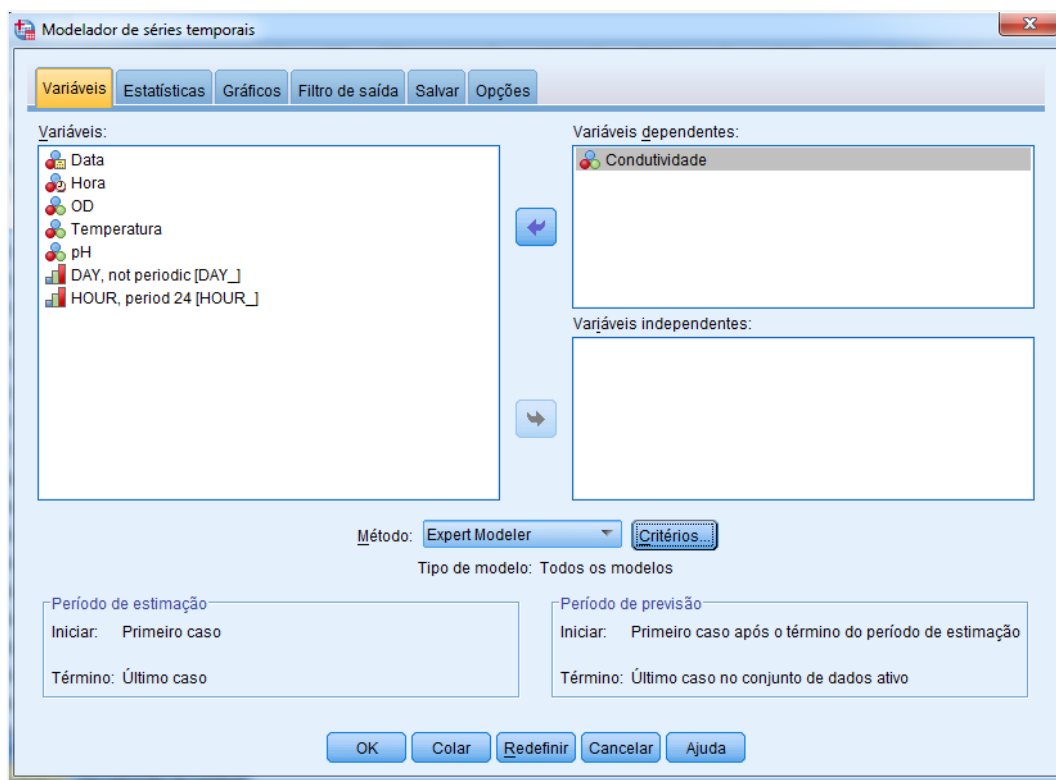 Modelador de séries temporais
Variáveis Estatísticas Gráficos Filtro de saída Salvar Opções
Variáveis:
Data
Hora
OD
Temperatura
pH
DAY, not periodic [DAY_]
HOUR, period 24 [HOUR_]
Variáveis dependentes:
Condutividade
Variáveis independentes:
Método: Expert Modeler Critérios...
Tipo de modelo: Todos os modelos
Período de estimação
Iniciar: Primeiro caso
Término: Último caso
Período de previsão
Iniciar: Primeiro caso após o término do período de estimação
Término: Último caso no conjunto de dados ativo
OK Colar Redefinir Cancelar Ajuda